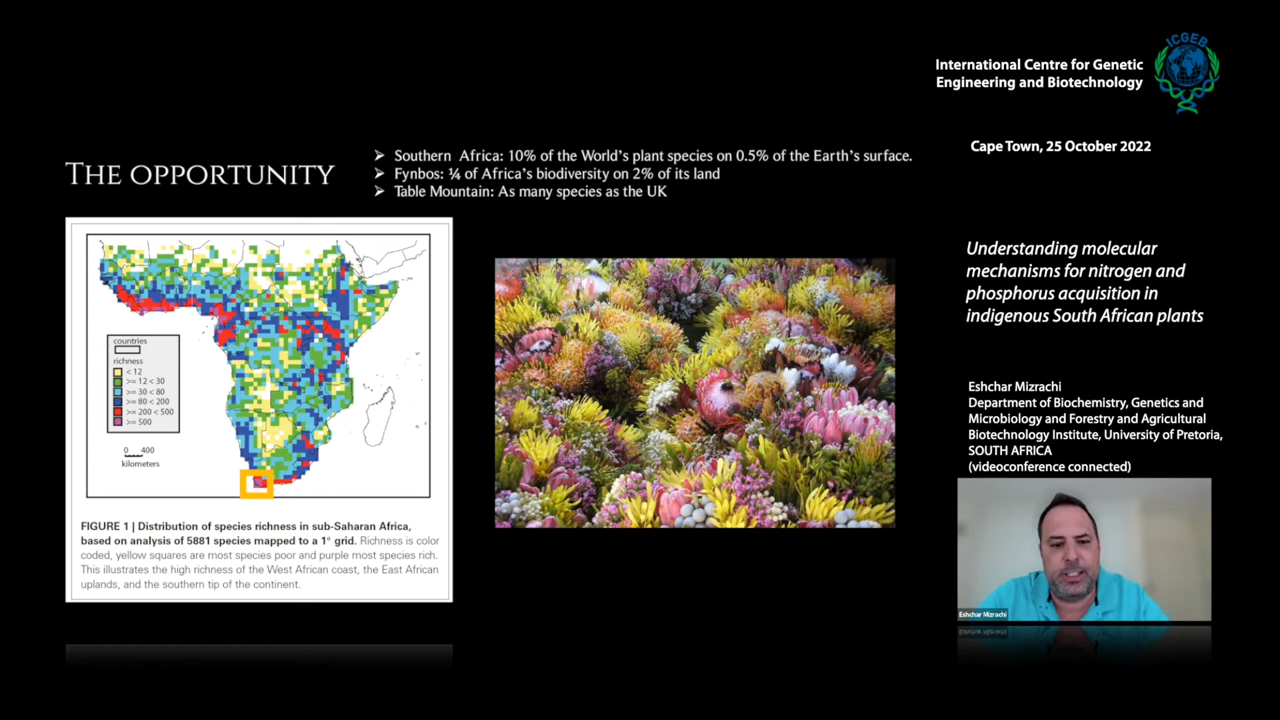 ICGEB
International Centre for Genetic
Engineering and Biotechnology
Cape Town, 25 October 2022
THE OPPORTUNITY
➢ Southern Africa: 10% of the World's plant species on 0.5% of the Earth's surface.
➢ Fynbos: ¼ of Africa's biodiversity on 2% of its land
➢ Table Mountain: As many species as the UK
countries
richness
< 12
>= 12 < 30
>= 30 < 80
>= 80 < 200
>= 200 < 500
>= 500
0 400
kilometers
FIGURE 1 | Distribution of species richness in sub-Saharan Africa,
based on analysis of 5881 species mapped to a 1° grid. Richness is color
coded, yellow squares are most species poor and purple most species rich.
This illustrates the high richness of the West African coast, the East African
uplands, and the southern tip of the continent.
Understanding molecular
mechanisms for nitrogen and
phosphorus acquisition in
indigenous South African plants
Eshchar Mizrachi
Department of Biochemistry, Genetics and
Microbiology and Forestry and Agricultural
Biotechnology Institute, University of Pretoria,
SOUTH AFRICA
(videoconference connected)
Eshchar Mizrachi